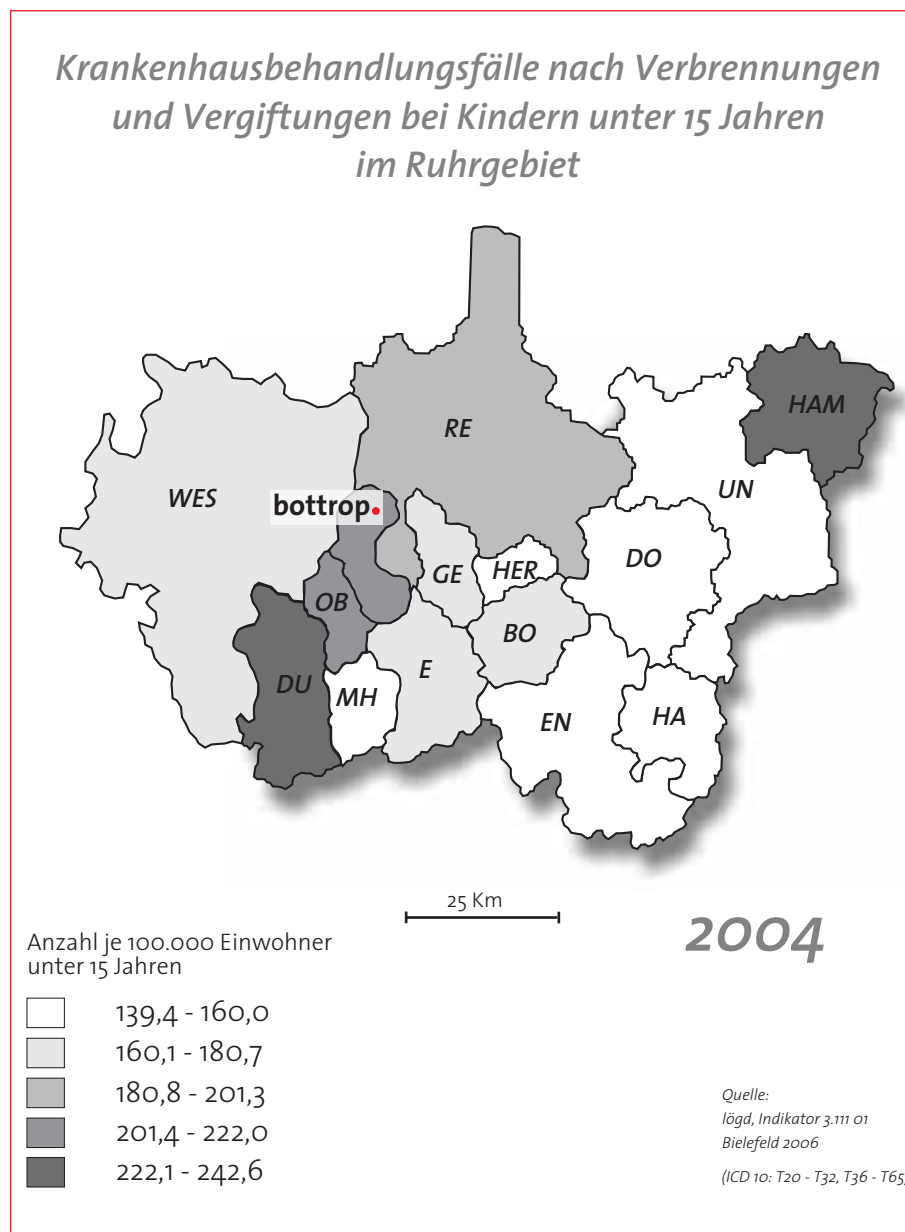 Krankenhausbehandlungsfälle nach Verbrennungen
und Vergiftungen bei Kindern unter 15 Jahren
im Ruhrgebiet
HAM
RE
UN
WES
bottrop.
DO
GE
HER
OB
BO
E
DU
MH
HA
EN
25 Km
2004
Anzahl je 100.000 Einwohner
unter 15 Jahren
139,4 - 160,0
160,1 - 180,7
180,8 - 201,3
201,4 - 222,0
222,1 - 242,6
Quelle:
lögd, Indikator 3.111 01
Bielefeld 2006
(ICD 10: T20 - T32, T36 - T65)